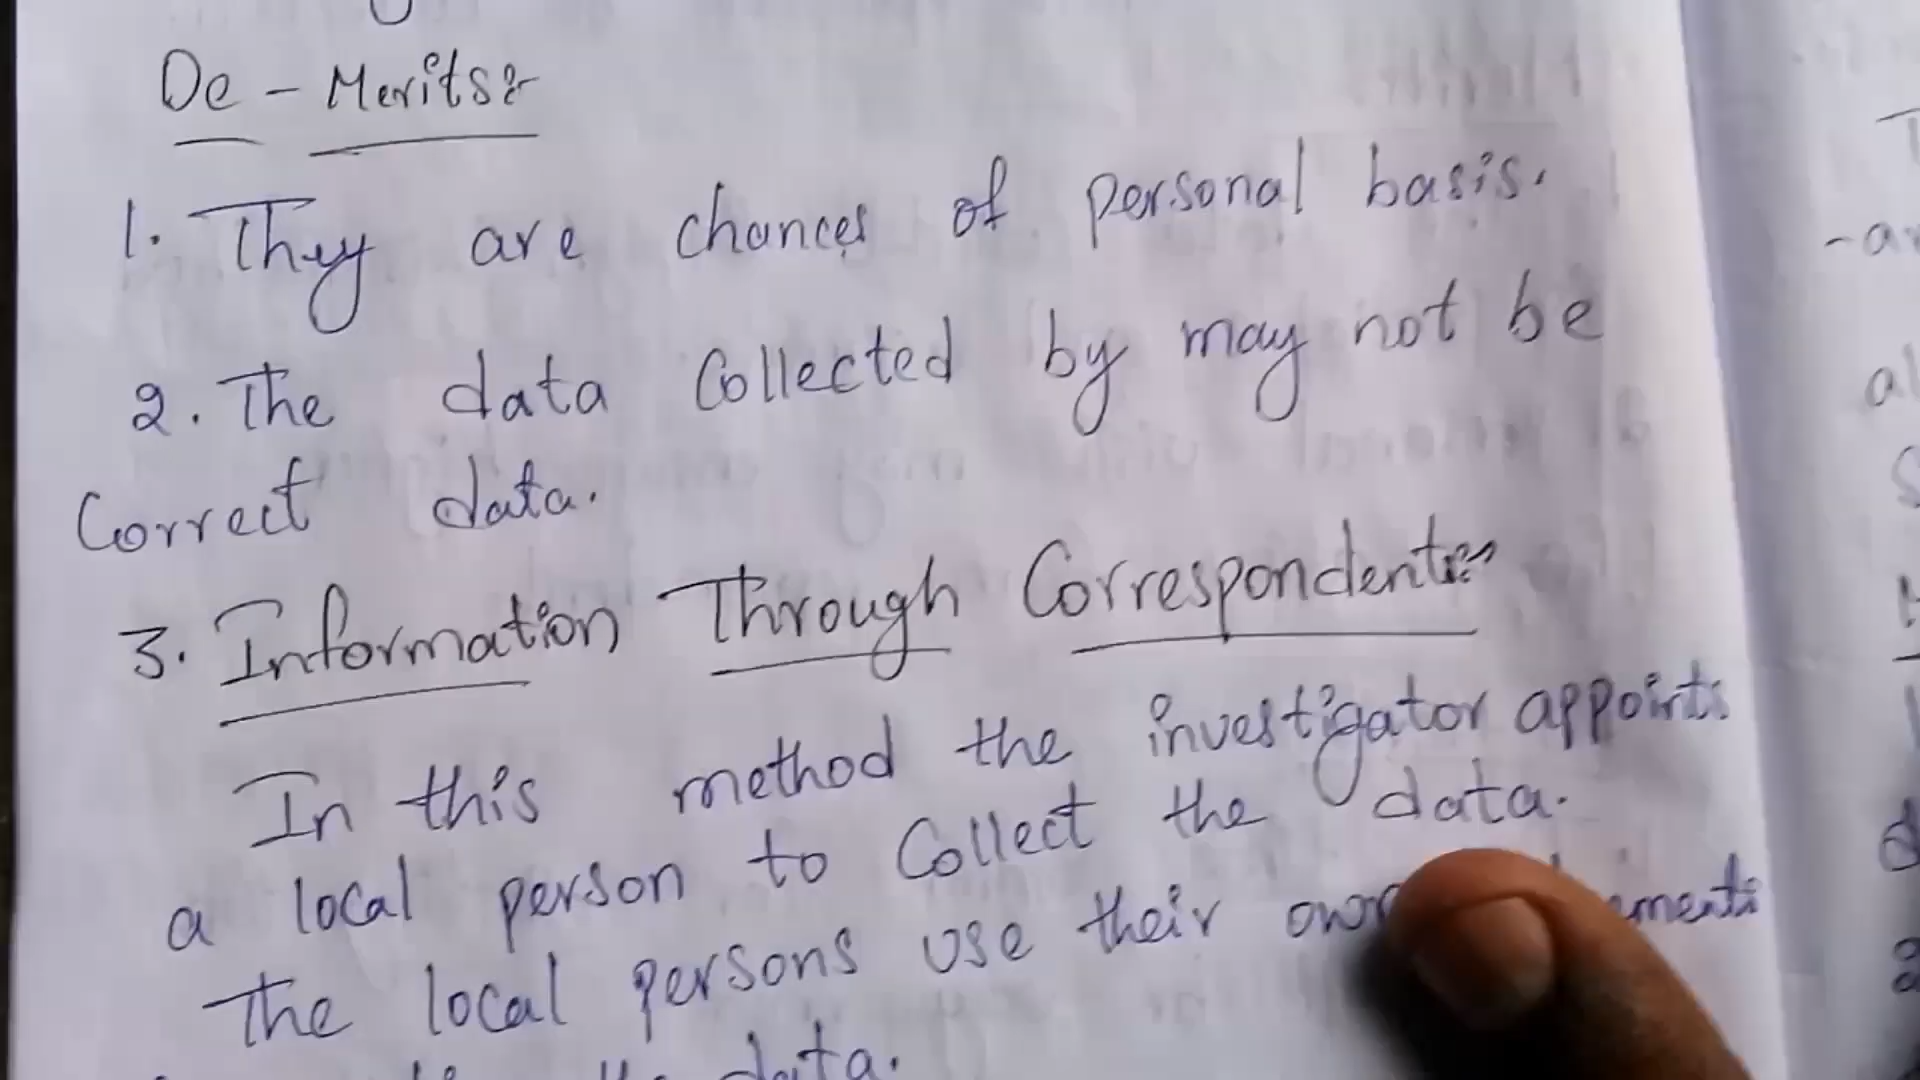 De - Merits:-
1. They are chances of personal basis.
2. The data Collected by may not be
Correct data.
3. Information Through Correspondents:-
In this method the investigator appoints
a local person to Collect the data.
The local persons use their own
data.